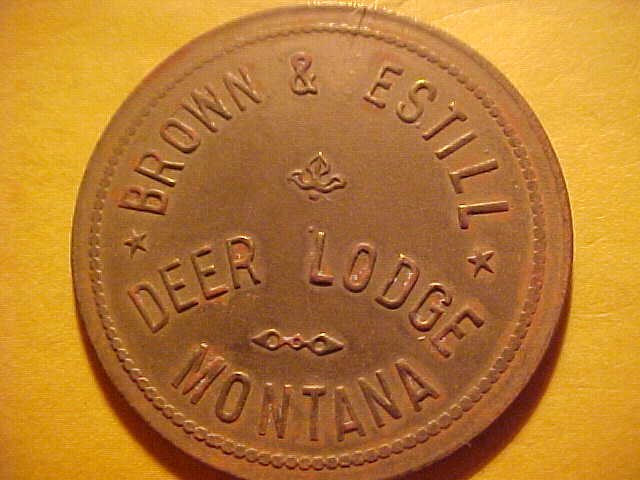 BROWN & ESTILL
DEER LODGE
MONTANA